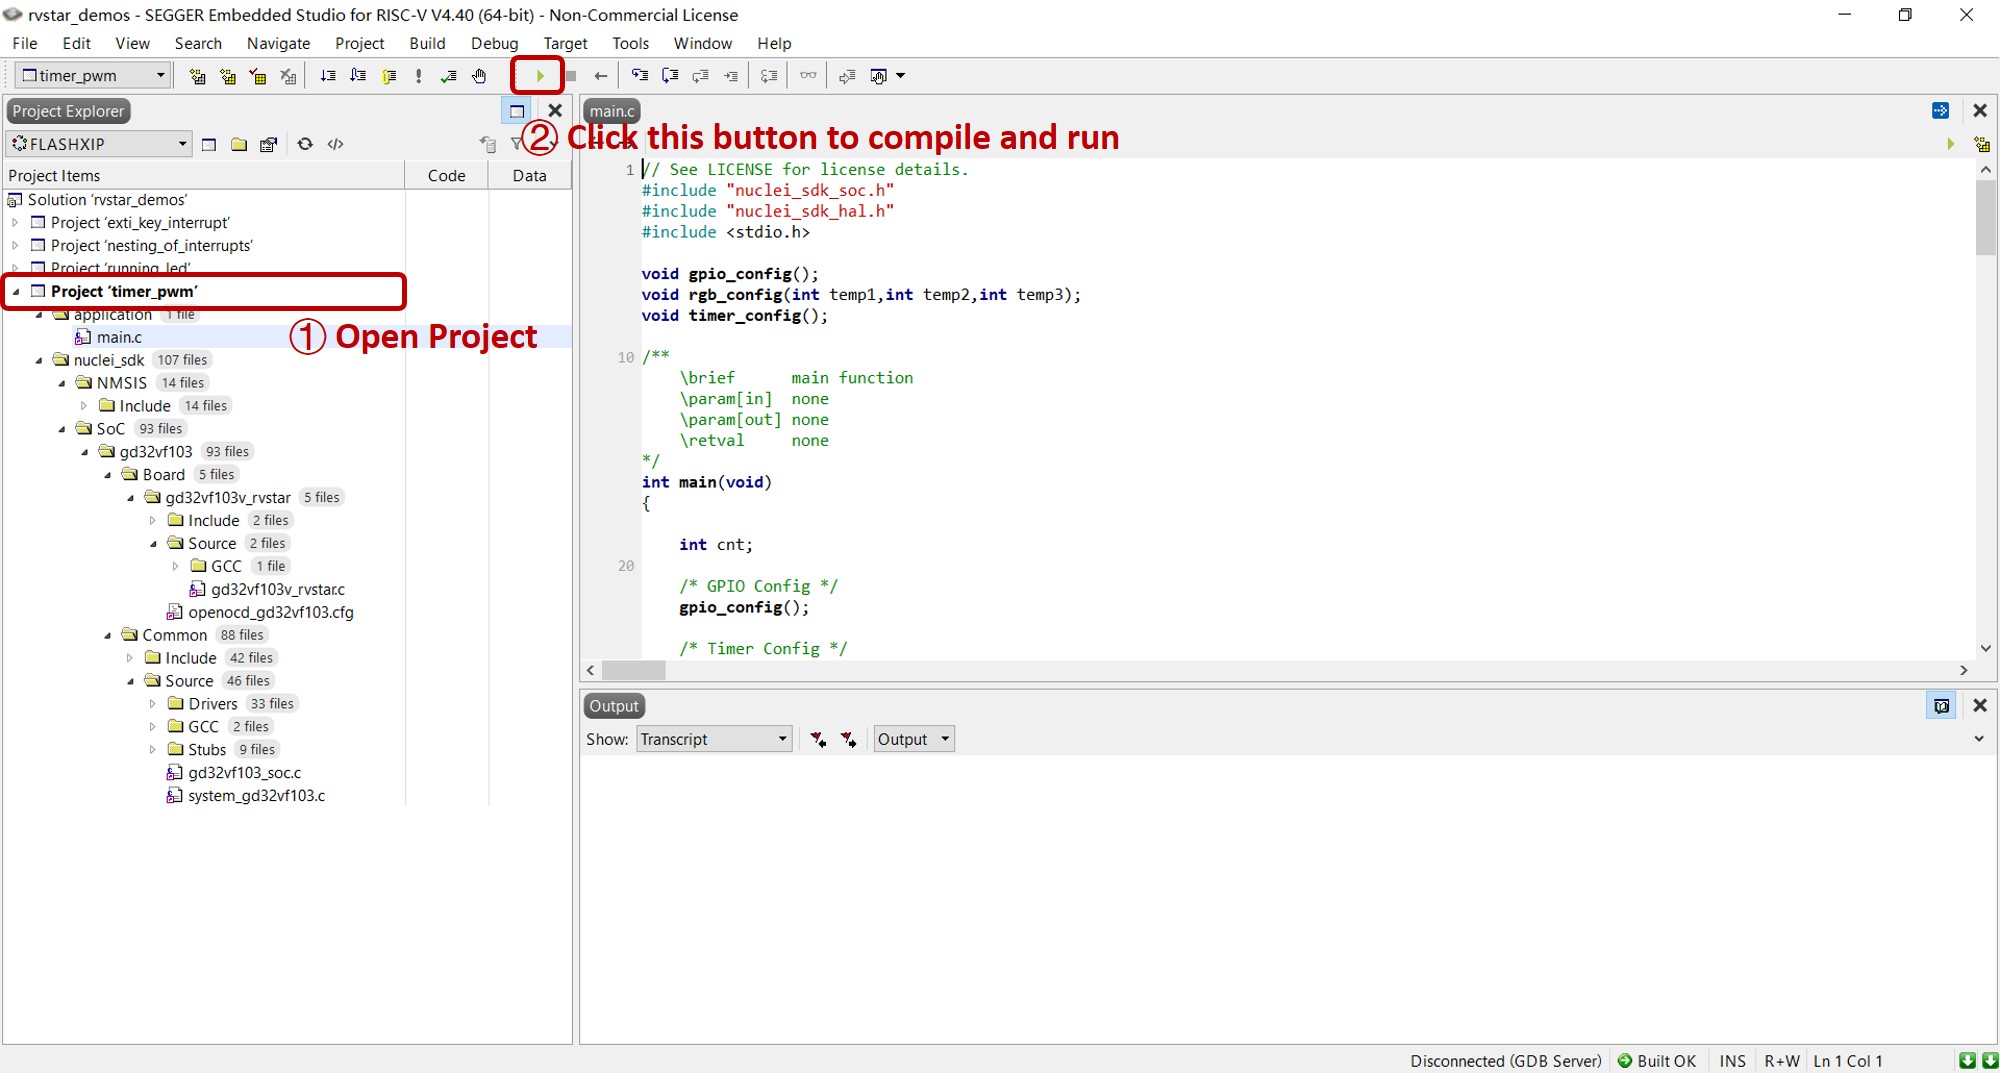 rvstar_demos - SEGGER Embedded Studio for RISC-V V4.40 (64-bit) - Non-Commercial License
File Edit View Search Navigate Project Build Debug Target Tools Window Help
timer_pwm
Project Explorer
FLASHXIP
Project Items Code Data
Solution 'rvstar_demos'
Project 'exti_key_interrupt'
Project 'nesting_of_interrupts'
Project 'running_led'
Project 'timer_pwm'
application 1 file
main.c
① Open Project
nuclei_sdk 107 files
NMSIS 14 files
Include 14 files
SoC 93 files
gd32vf103 93 files
Board 5 files
gd32vf103v_rvstar 5 files
Include 2 files
Source 2 files
GCC 1 file
gd32vf103v_rvstar.c
openocd_gd32vf103.cfg
Common 88 files
Include 42 files
Source 46 files
Drivers 33 files
GCC 2 files
Stubs 9 files
gd32vf103_soc.c
system_gd32vf103.c
main.c
② Click this button to compile and run
1 // See LICENSE for license details.
#include "nuclei_sdk_soc.h"
#include "nuclei_sdk_hal.h"
#include <stdio.h>
void gpio_config();
void rgb_config(int temp1,int temp2,int temp3);
void timer_config();
10 /**
\brief main function
\param[in] none
\param[out] none
\retval none
*/
int main(void)
{
int cnt;
20
/* GPIO Config */
gpio_config();
/* Timer Config */
Output
Show: Transcript Output
Disconnected (GDB Server) Built OK INS R+W Ln 1 Col 1